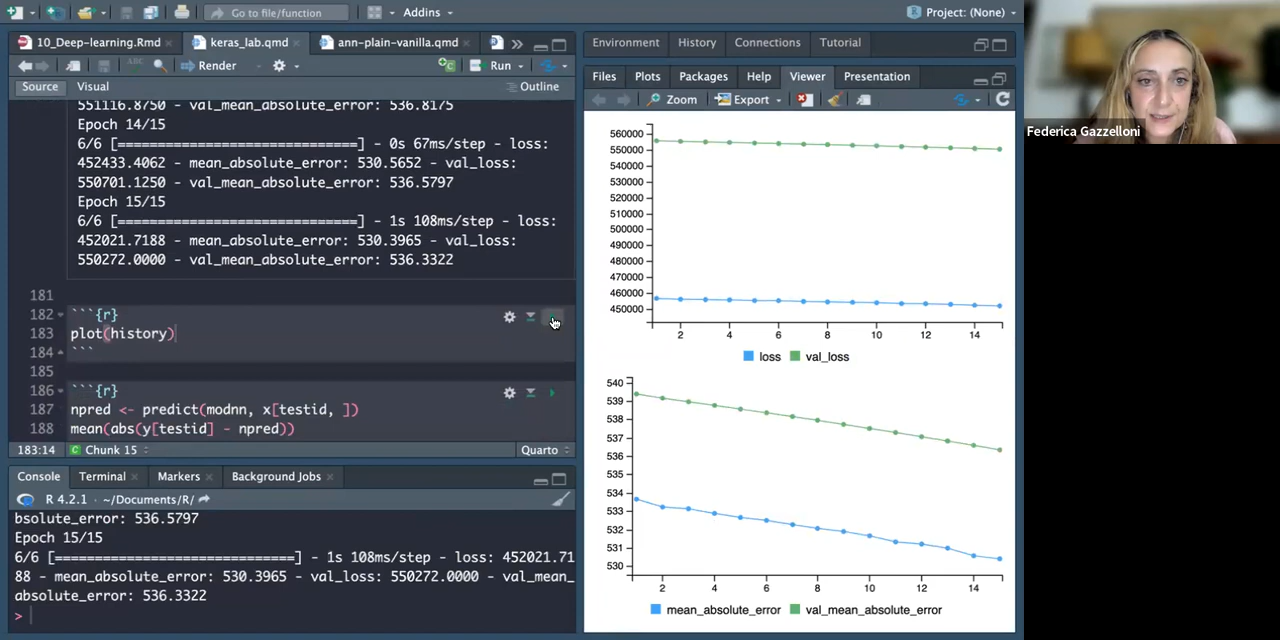 Go to file/function
Addins
Project: (None)
10_Deep-learning.Rmd
keras_lab.qmd
ann-plain-vanilla.qmd
Render
Run
Source
Visual
Outline
551116.8750 - val_mean_absolute_error: 536.8175
Epoch 14/15
6/6 [==============================] - 0s 67ms/step - loss:
452433.4062 - mean_absolute_error: 530.5652 - val_loss:
550701.1250 - val_mean_absolute_error: 536.5797
Epoch 15/15
6/6 [==============================] - 1s 108ms/step - loss:
452021.7188 - mean_absolute_error: 530.3965 - val_loss:
550272.0000 - val_mean_absolute_error: 536.3322
181
182 ```{r}
183 plot(history)
184 ```
185
186 ```{r}
187 npred <- predict(modnn, x[testid, ])
188 mean(abs(y[testid] - npred))
183:14
Chunk 15
Quarto
Console
Terminal
Markers
Background Jobs
R 4.2.1 · ~/Documents/R/
bsolute_error: 536.5797
Epoch 15/15
6/6 [==============================] - 1s 108ms/step - loss: 452021.71
88 - mean_absolute_error: 530.3965 - val_loss: 550272.0000 - val_mean_
absolute_error: 536.3322
>
Environment
History
Connections
Tutorial
Files
Plots
Packages
Help
Viewer
Presentation
Zoom
Export
560000
550000
540000
530000
520000
510000
500000
490000
480000
470000
460000
450000
2 4 6 8 10 12 14
loss val_loss
540
539
538
537
536
535
534
533
532
531
530
2 4 6 8 10 12 14
mean_absolute_error val_mean_absolute_error
Federica Gazzelloni